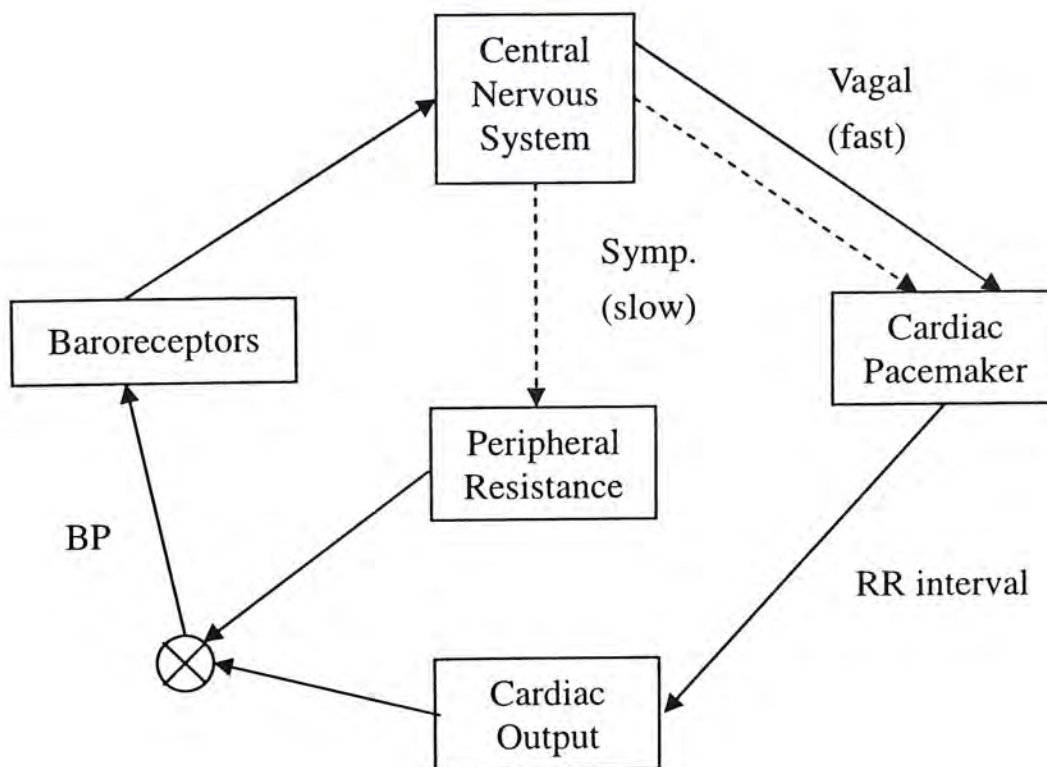 Central
Nervous
System
Vagal
(fast)
Symp.
(slow)
Baroreceptors
Cardiac
Pacemaker
Peripheral
Resistance
BP
RR interval
Cardiac
Output